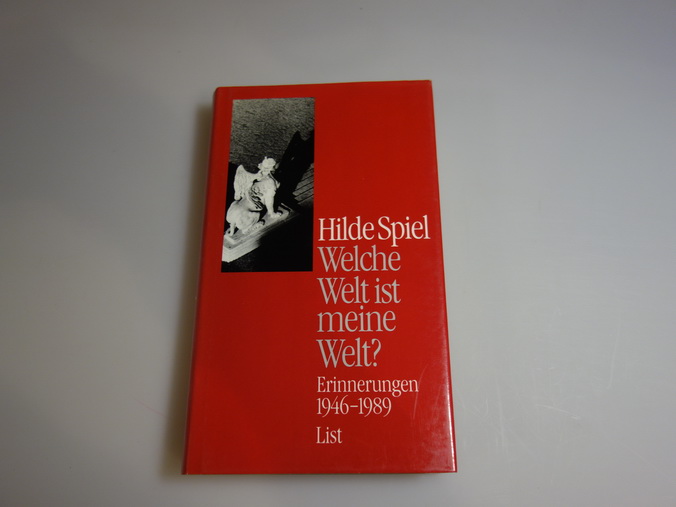 Hilde Spiel
Welche
Welt ist
meine
Welt?
Erinnerungen
1946–1989
List